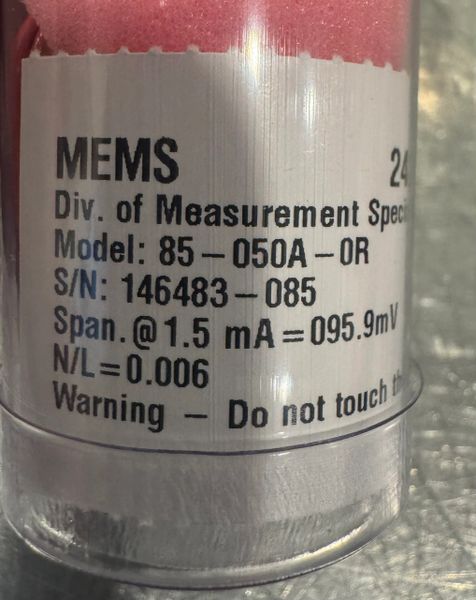 MEMS 24
Div. of Measurement
Model: 85-050A-0R
S/N: 146483-085
Span.@1.5 mA=095.9mV
N/L=0.006
Warning - Do not touch